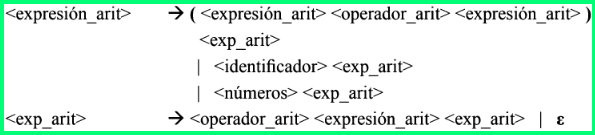 <expresión_arit> → ( <expresión_arit> <operador_arit> <expresión_arit> )
<exp_arit>
| <identificador> <exp_arit>
| <números> <exp_arit>
<exp_arit> → <operador_arit> <expresión_arit> <exp_arit> | ε